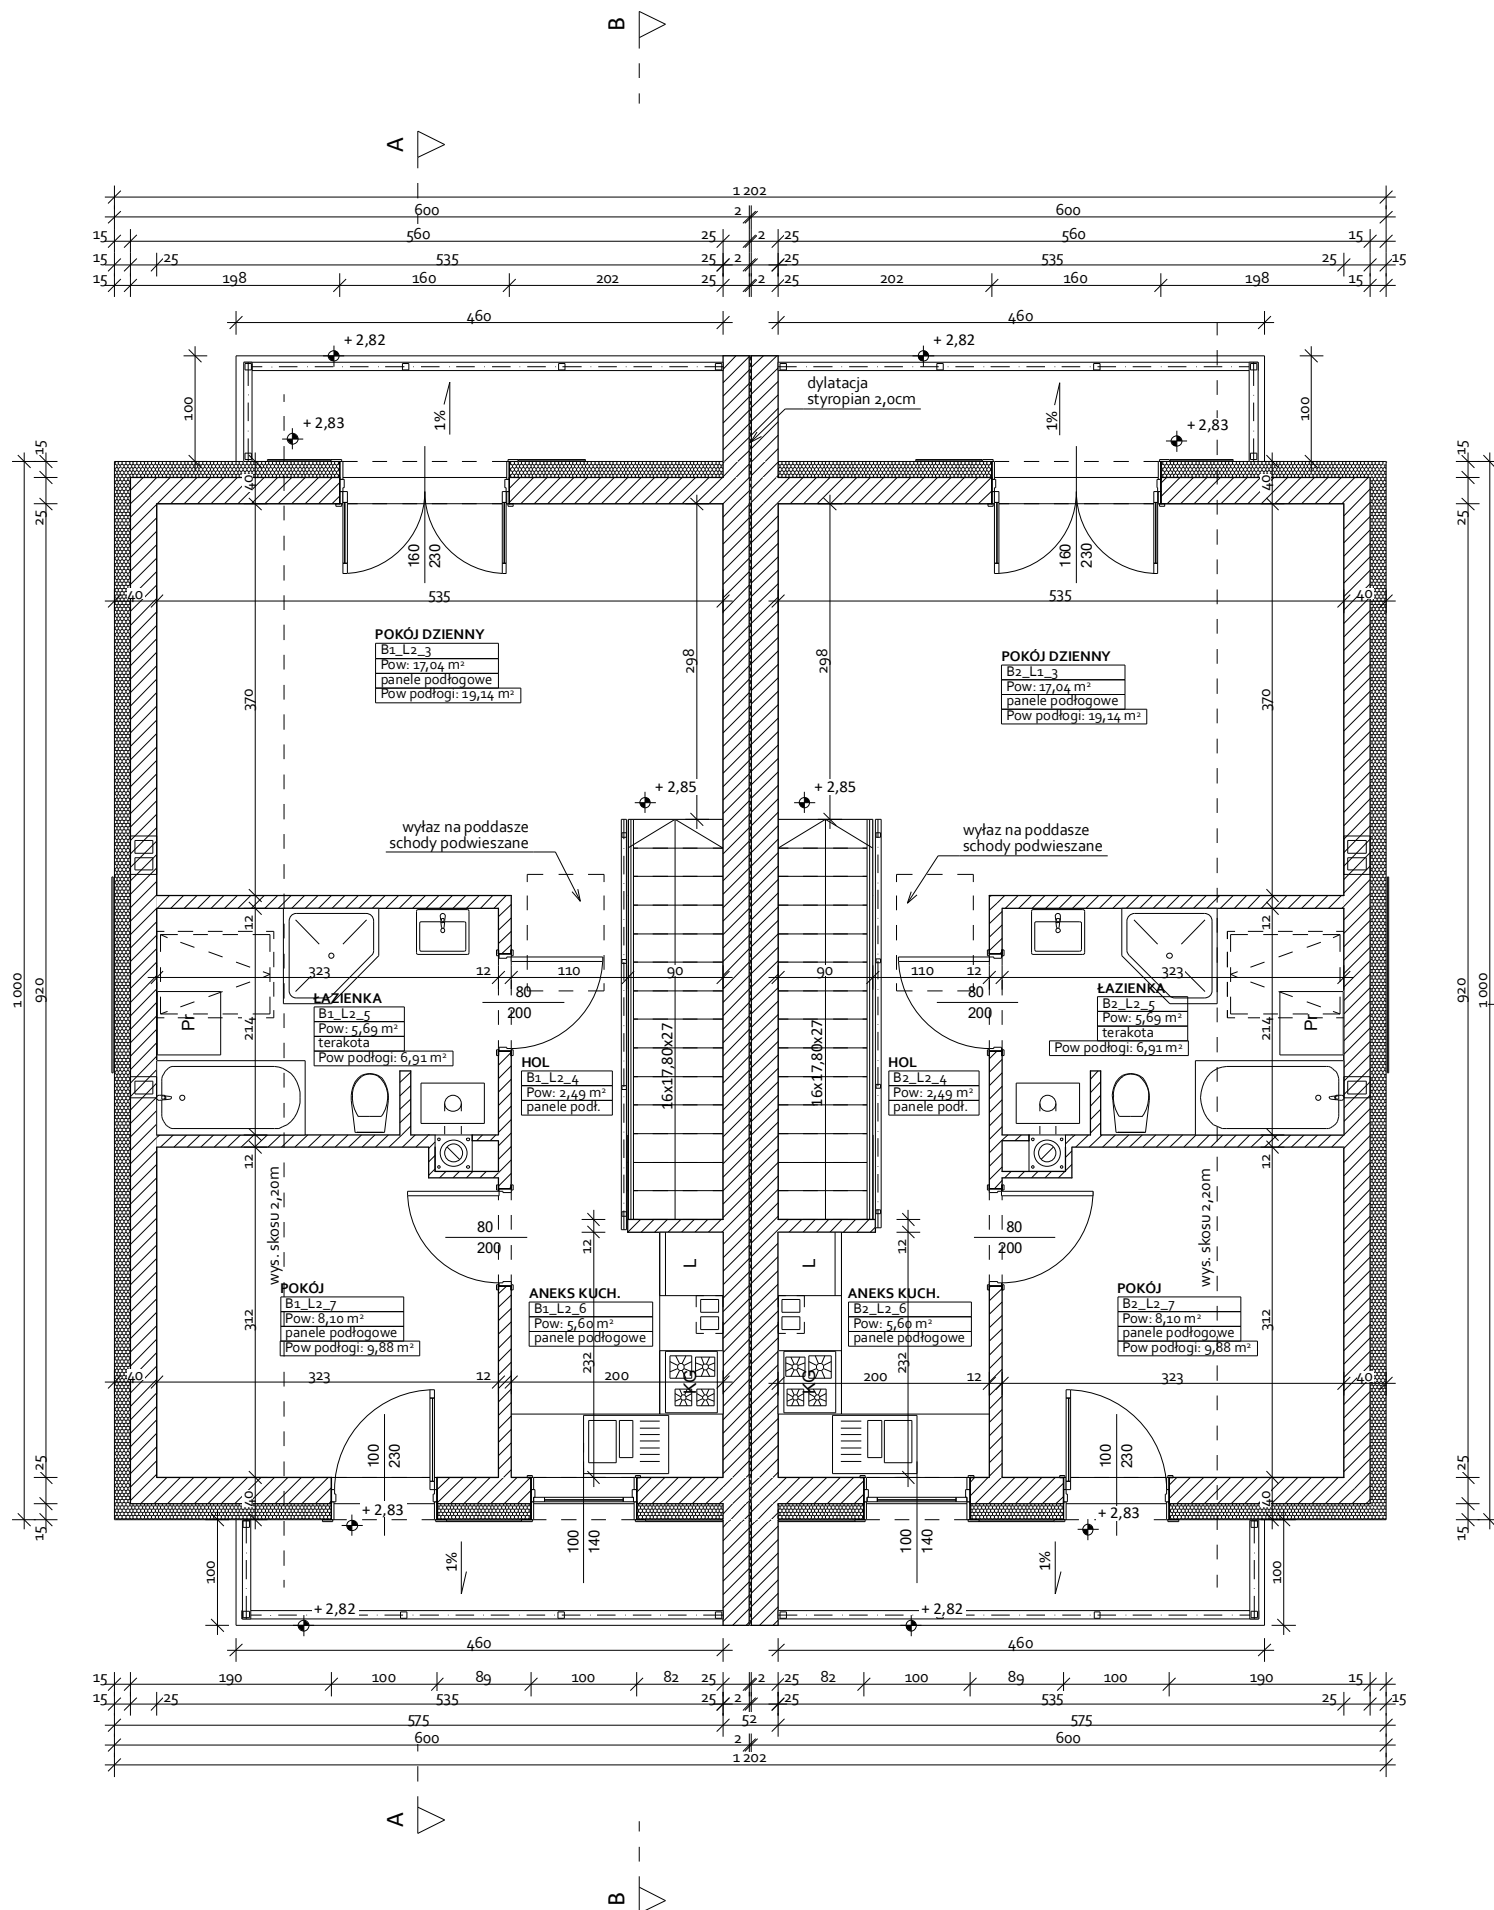 B
A
1 202
600 2 600
15 560 25 2 25 560 15
15 25 535 25 2 25 535 25 15
15 198 160 202 2 25 202 160 198 15
460 460
+ 2,82 + 2,82
dylatacja
styropian 2,0cm
100 1% 1% 100
+ 2,83 + 2,83
15 40 40 15
25 25
160 230 160 230
40 535 535 40
POKÓJ DZIENNY
B1_L2_3
Pow: 17,04 m²
panele podłogowe
Pow podłogi: 19,14 m²
298 298
POKÓJ DZIENNY
B2_L1_3
Pow: 17,04 m²
panele podłogowe
Pow podłogi: 19,14 m²
370 370
+ 2,85 + 2,85
wyłaz na poddasze
schody podwieszane
wyłaz na poddasze
schody podwieszane
12 12
323 12 110 90 90 110 12 323
80 80
200 200
1 000 920 920 1 000
ŁAZIENKA
B1_L2_5
Pow: 5,69 m²
terakota
Pow podłogi: 6,91 m²
Pr 214
ŁAZIENKA
B2_L2_5
Pow: 5,69 m²
terakota
Pow podłogi: 6,91 m²
214 Pr
HOL
B1_L2_4
Pow: 2,49 m²
panele podł.
16x17,80x27 16x17,80x27
HOL
B2_L2_4
Pow: 2,49 m²
panele podł.
12 12
wys. skosu 2,20m wys. skosu 2,20m
80 80
200 200
12 12
L L
POKÓJ
B1_L2_7
Pow: 8,10 m²
panele podłogowe
Pow podłogi: 9,88 m²
312
ANEKS KUCH.
B1_L2_6
Pow: 5,60 m²
panele podłogowe
232
ANEKS KUCH.
B2_L2_6
Pow: 5,60 m²
panele podłogowe
232
POKÓJ
B2_L2_7
Pow: 8,10 m²
panele podłogowe
Pow podłogi: 9,88 m²
312
KG KG
40 323 12 200 200 12 323 40
100 230 100 230
25 25
40 40
15 15
+ 2,83 + 2,83
100 140 100 140
100 1% 1% 100
+ 2,82 + 2,82
460 460
15 190 100 89 100 82 25 2 25 82 100 89 100 190 15
15 25 535 25 2 25 535 25 15
575 52 575
600 2 600
1 202
A
B